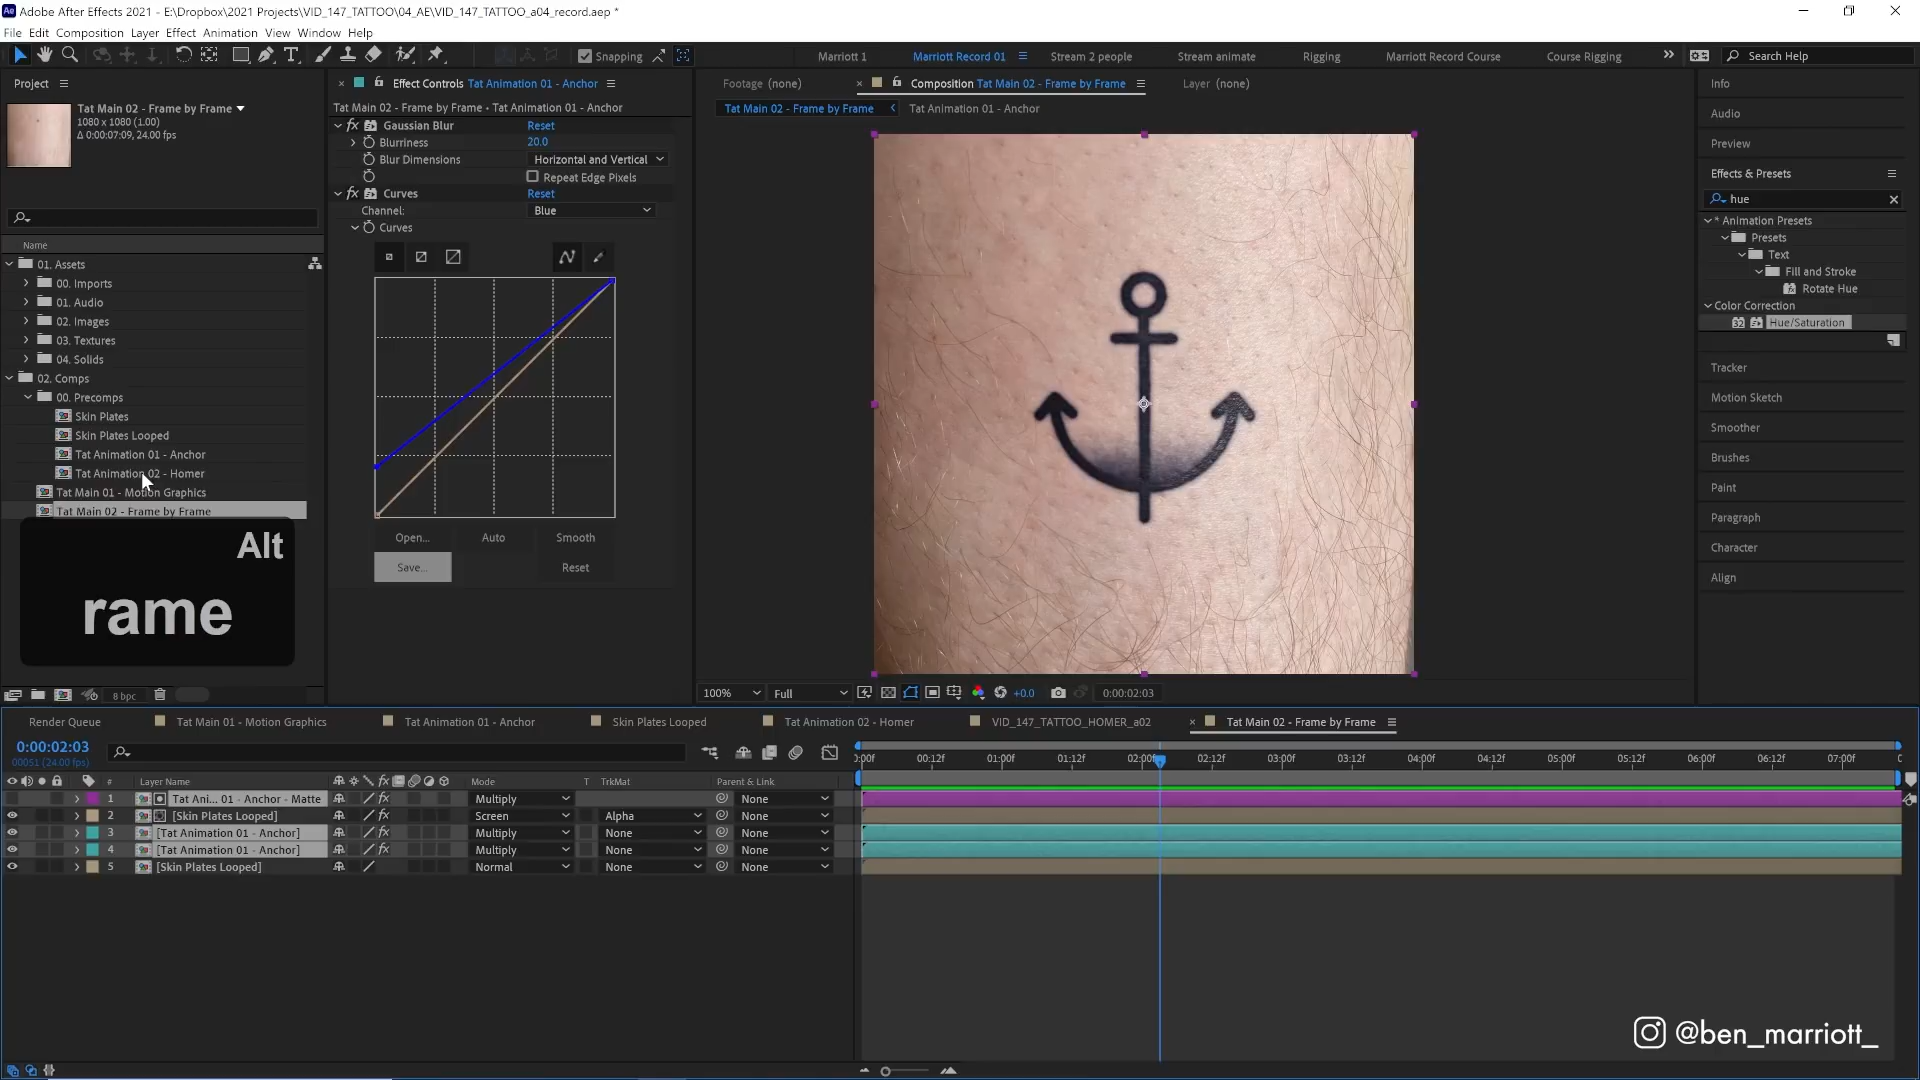 Adobe After Effects 2021 - E:\Dropbox\2021 Projects\VID_147_TATTOO\04_AE\VID_147_TATTOO_a04_record.aep *
File Edit Composition Layer Effect Animation View Window Help
Snapping
Marriott 1 Marriott Record 01 Stream 2 people Stream animate Rigging Marriott Record Course Course Rigging Search Help
Project
Tat Main 02 - Frame by Frame
1080 x 1080 (1.00)
Δ 0:00:07:09, 24.00 fps
Name
01. Assets
00. Imports
01. Audio
02. Images
03. Textures
04. Solids
02. Comps
00. Precomps
Skin Plates
Skin Plates Looped
Tat Animation 01 - Anchor
Tat Animation 02 - Homer
Tat Main 01 - Motion Graphics
Tat Main 02 - Frame by Frame
Alt
rame
8 bpc
Effect Controls Tat Animation 01 - Anchor
Tat Main 02 - Frame by Frame • Tat Animation 01 - Anchor
fx Gaussian Blur Reset
Blurriness 20.0
Blur Dimensions Horizontal and Vertical
Repeat Edge Pixels
fx Curves Reset
Channel: Blue
Curves
Open... Auto Smooth
Save... Reset
Footage (none) Composition Tat Main 02 - Frame by Frame Layer (none)
Tat Main 02 - Frame by Frame Tat Animation 01 - Anchor
100% Full +0.0 0:00:02:03
Info
Audio
Preview
Effects & Presets
hue
* Animation Presets
Presets
Text
Fill and Stroke
Rotate Hue
Color Correction
32 Hue/Saturation
Tracker
Motion Sketch
Smoother
Brushes
Paint
Paragraph
Character
Align
Render Queue Tat Main 01 - Motion Graphics Tat Animation 01 - Anchor Skin Plates Looped Tat Animation 02 - Homer VID_147_TATTOO_HOMER_a02 Tat Main 02 - Frame by Frame
0:00:02:03
00051 (24.00 fps)
:00f 00:12f 01:00f 01:12f 02:00f 02:12f 03:00f 03:12f 04:00f 04:12f 05:00f 05:12f 06:00f 06:12f 07:00f
# Layer Name fx Mode T TrkMat Parent & Link
1 Tat Ani... 01 - Anchor - Matte fx Multiply None
2 [Skin Plates Looped] Screen Alpha None
3 [Tat Animation 01 - Anchor] fx Multiply None None
4 [Tat Animation 01 - Anchor] fx Multiply None None
5 [Skin Plates Looped] Normal None None
@ben_marriott_